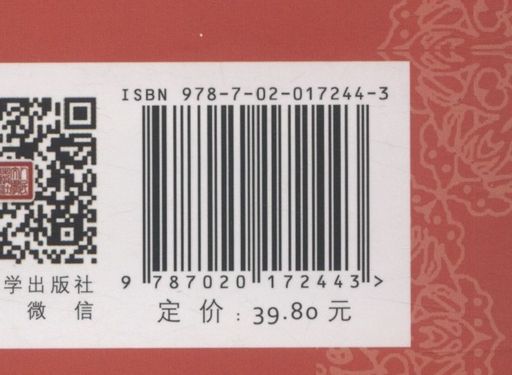 ISBN 978-7-02-017244-3
9 787020 172443 >
学出版社
微 信
定 价 : 39.80 元